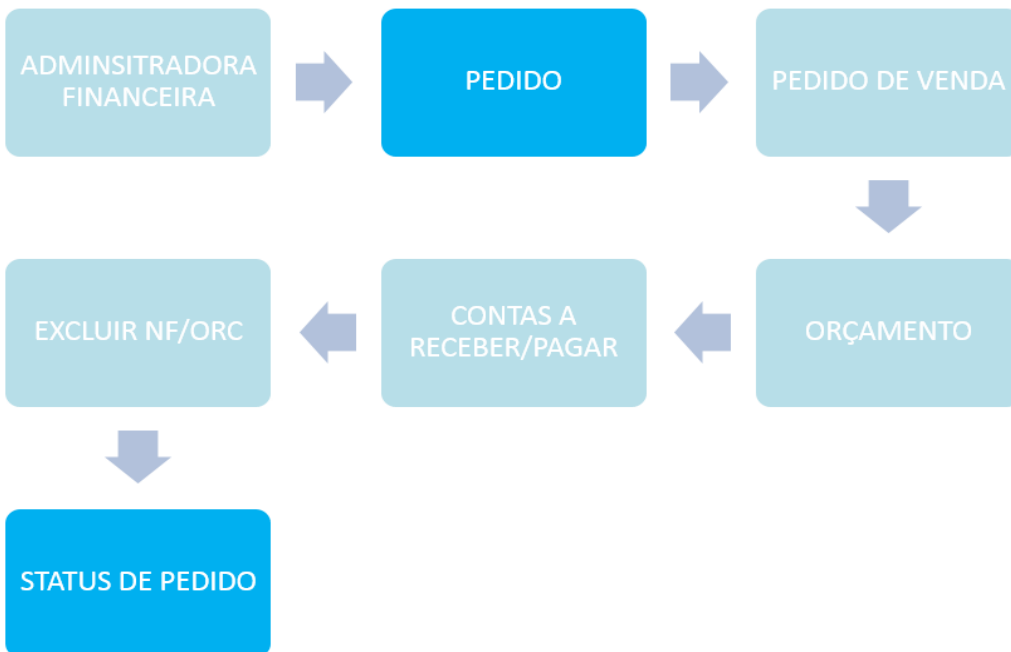 ADMINSITRADORA
FINANCEIRA
PEDIDO
PEDIDO DE VENDA
EXCLUIR NF/ORC
CONTAS A
RECEBER/PAGAR
ORÇAMENTO
STATUS DE PEDIDO